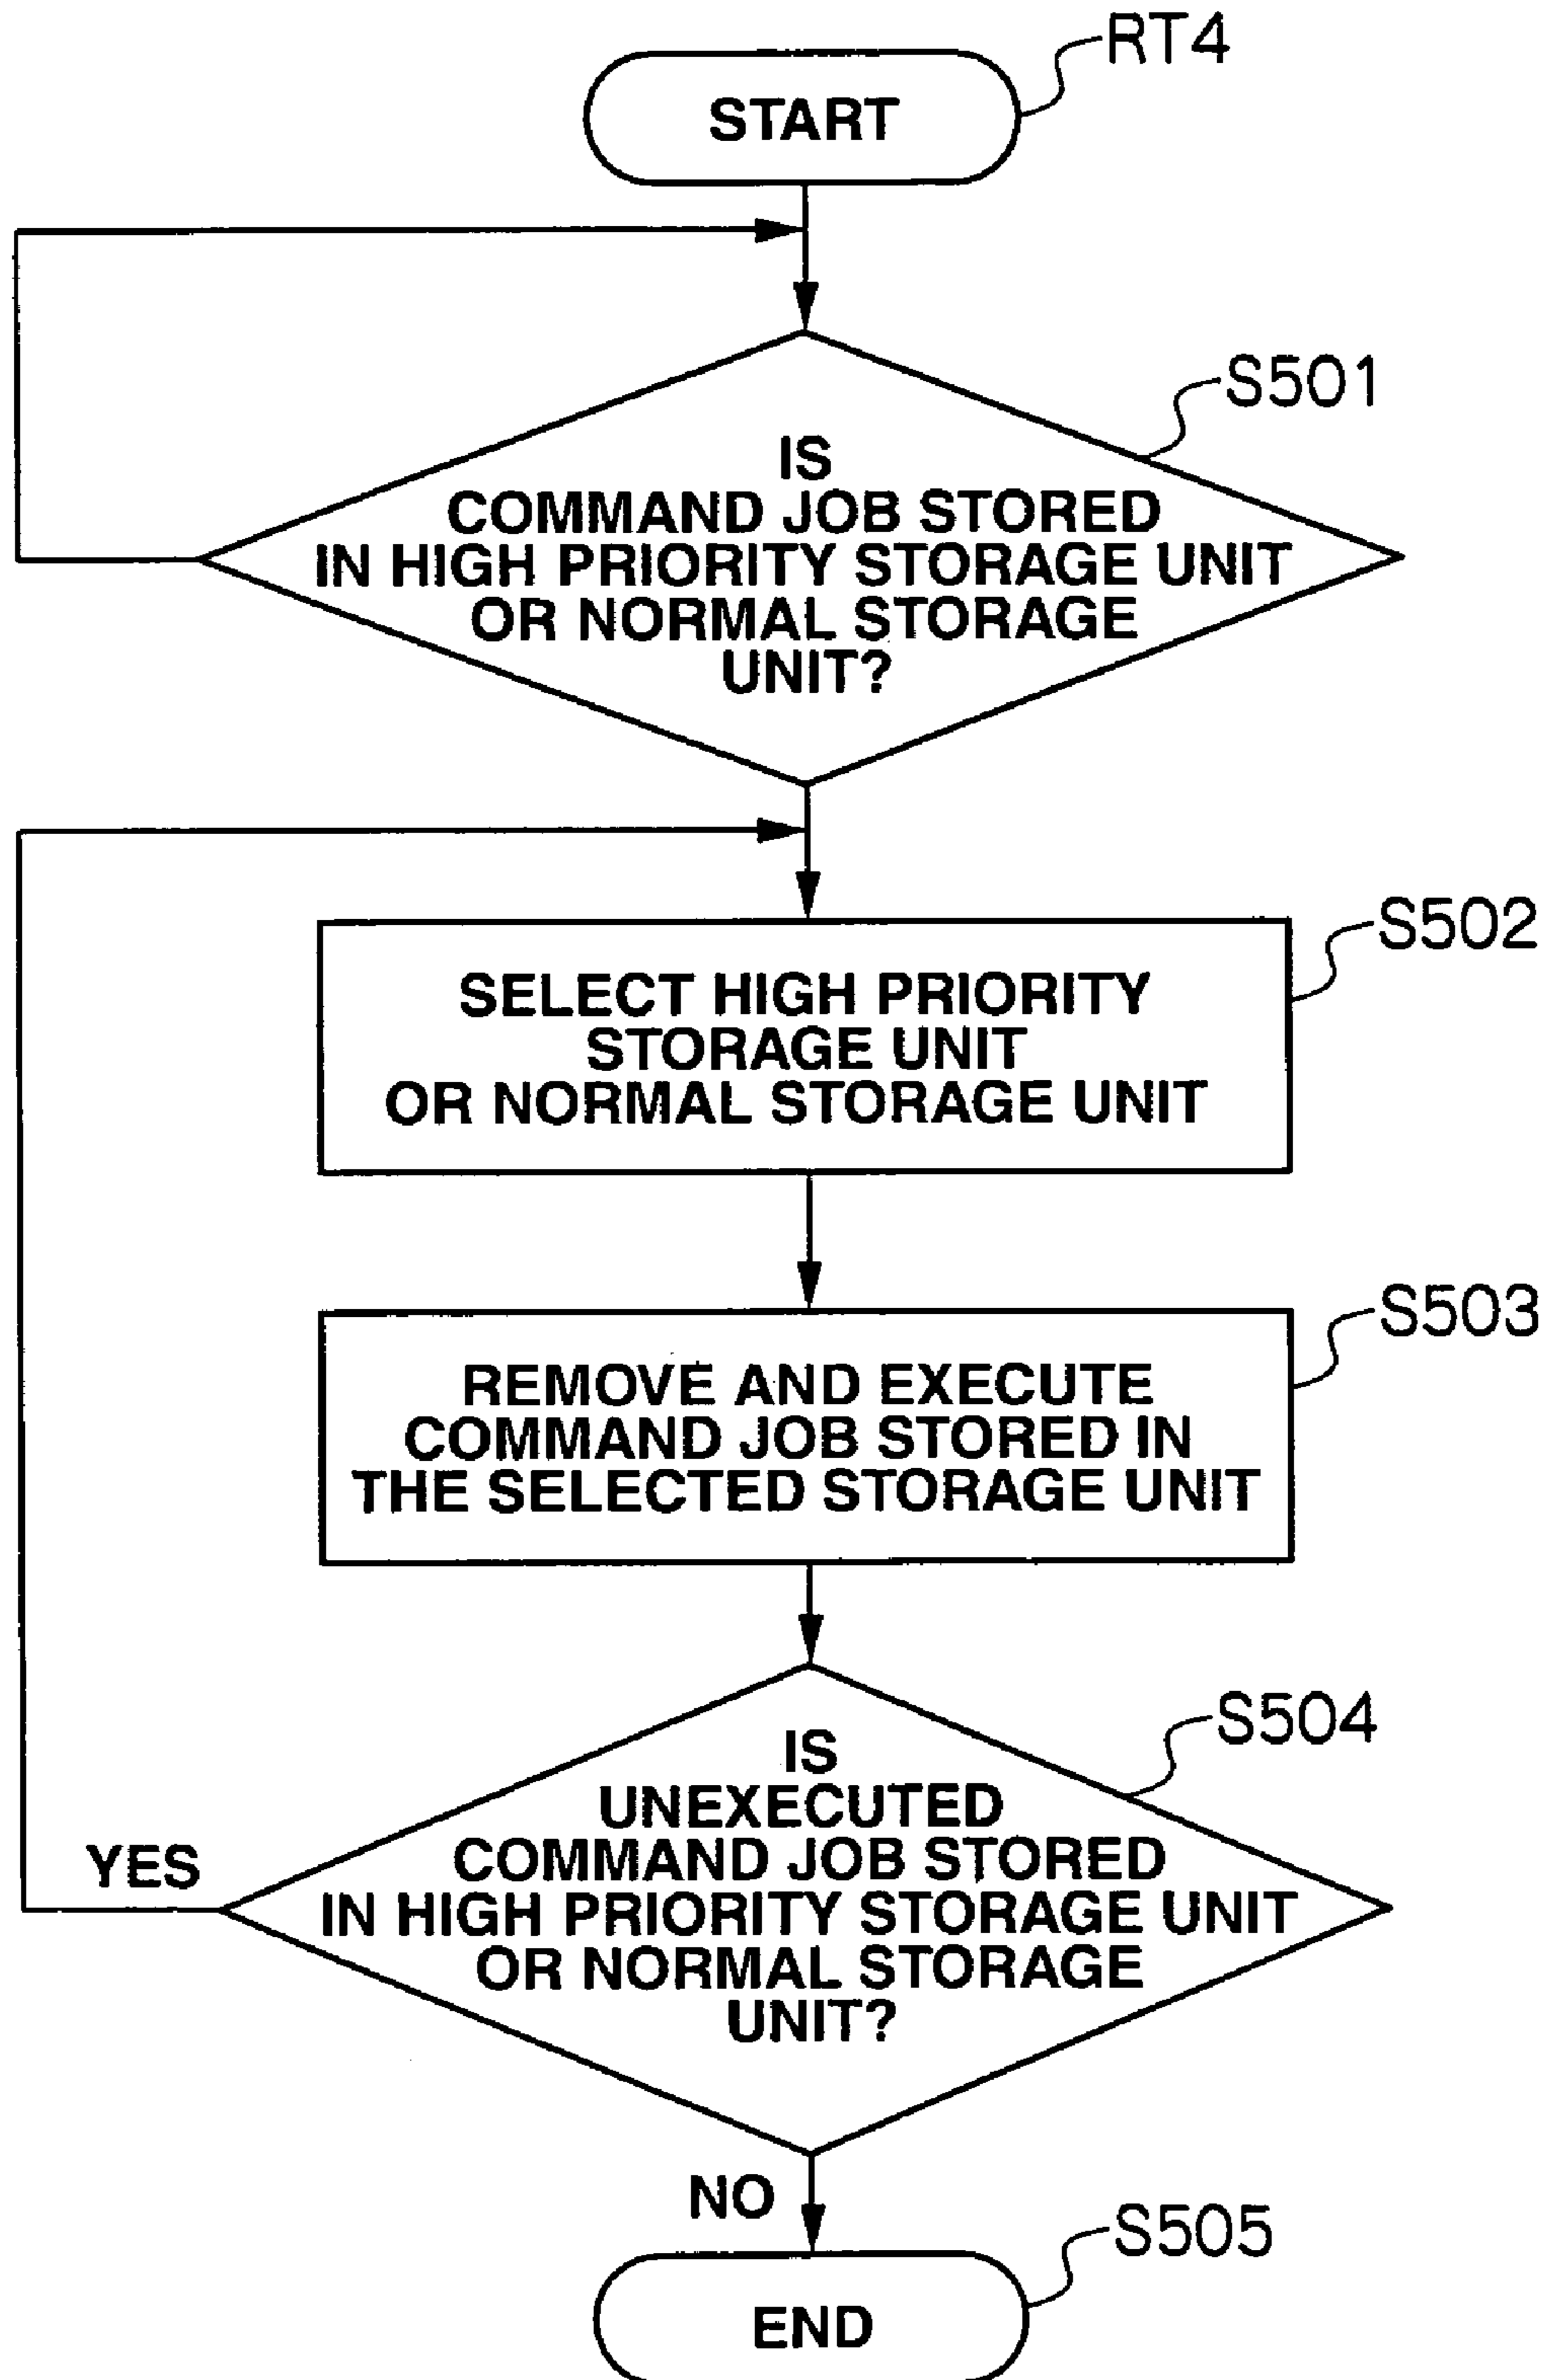 RT4
START
S501
IS
COMMAND JOB STORED
IN HIGH PRIORITY STORAGE UNIT
OR NORMAL STORAGE
UNIT?
S502
SELECT HIGH PRIORITY
STORAGE UNIT
OR NORMAL STORAGE UNIT
S503
REMOVE AND EXECUTE
COMMAND JOB STORED IN
THE SELECTED STORAGE UNIT
S504
IS
UNEXECUTED
COMMAND JOB STORED
IN HIGH PRIORITY STORAGE UNIT
OR NORMAL STORAGE
UNIT?
YES
NO
S505
END